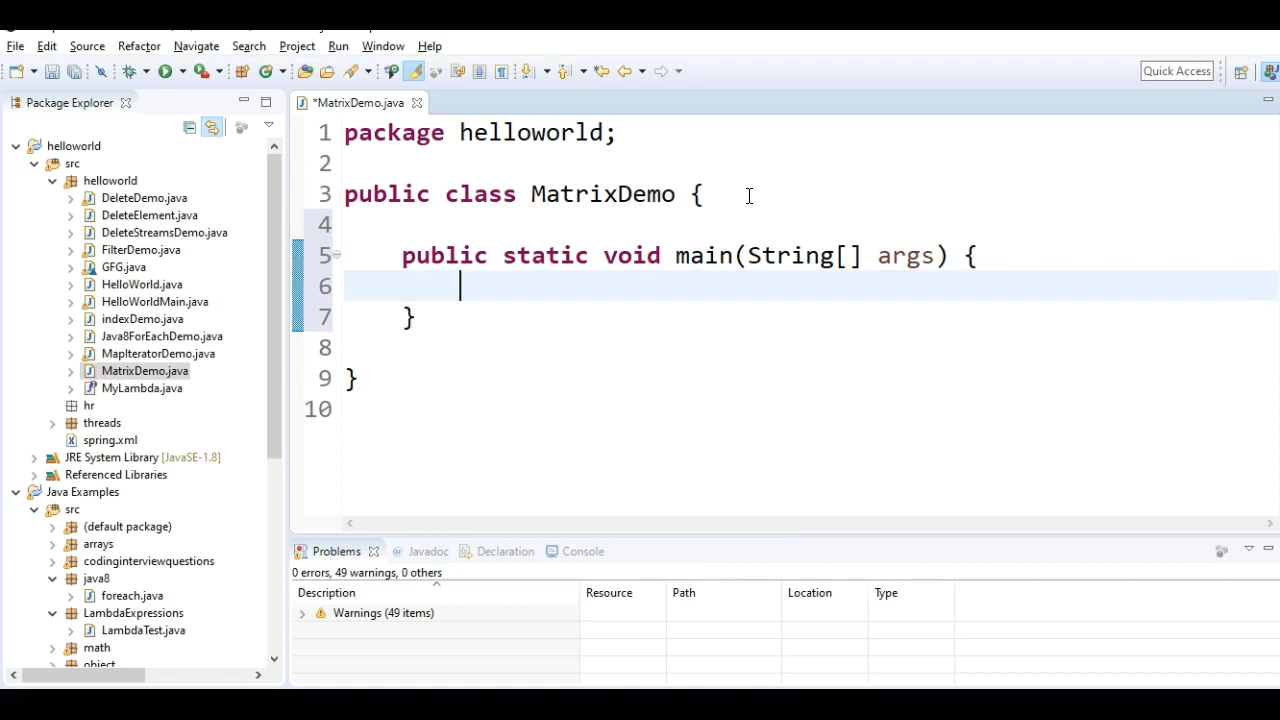 File Edit Source Refactor Navigate Search Project Run Window Help
Quick Access
Package Explorer
helloworld
src
helloworld
DeleteDemo.java
DeleteElement.java
DeleteStreamsDemo.java
FilterDemo.java
GFG.java
HelloWorld.java
HelloWorldMain.java
indexDemo.java
Java8ForEachDemo.java
MapIteratorDemo.java
MatrixDemo.java
MyLambda.java
hr
threads
spring.xml
JRE System Library [JavaSE-1.8]
Referenced Libraries
Java Examples
src
(default package)
arrays
codinginterviewquestions
java8
foreach.java
LambdaExpressions
LambdaTest.java
math
object
*MatrixDemo.java
1 package helloworld;
2
3 public class MatrixDemo {
4
5 public static void main(String[] args) {
6
7 }
8
9 }
10
Problems Javadoc Declaration Console
0 errors, 49 warnings, 0 others
Description Resource Path Location Type
Warnings (49 items)